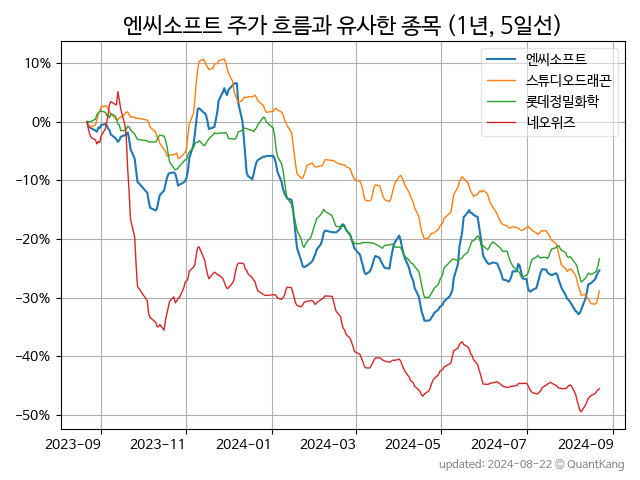 엔씨소프트 주가 흐름과 유사한 종목 (1년, 5일선)
엔씨소프트
스튜디오드래곤
롯데정밀화학
네오위즈
10%
0%
−10%
−20%
−30%
−40%
−50%
2023-09 2023-11 2024-01 2024-03 2024-05 2024-07 2024-09
updated: 2024-08-22 © QuantKang